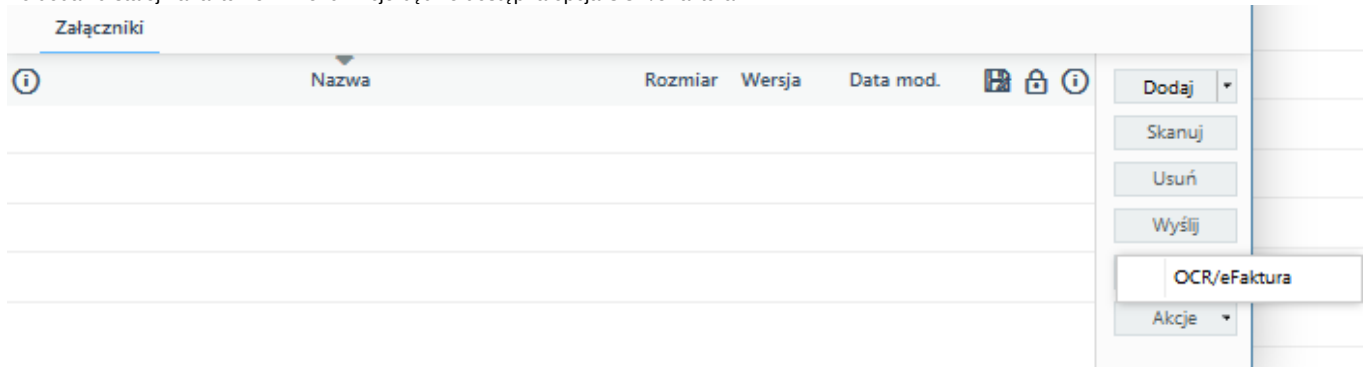 Załączniki
Nazwa Rozmiar Wersja Data mod.
Dodaj
Skanuj
Usuń
Wyślij
OCR/eFaktura
Akcje